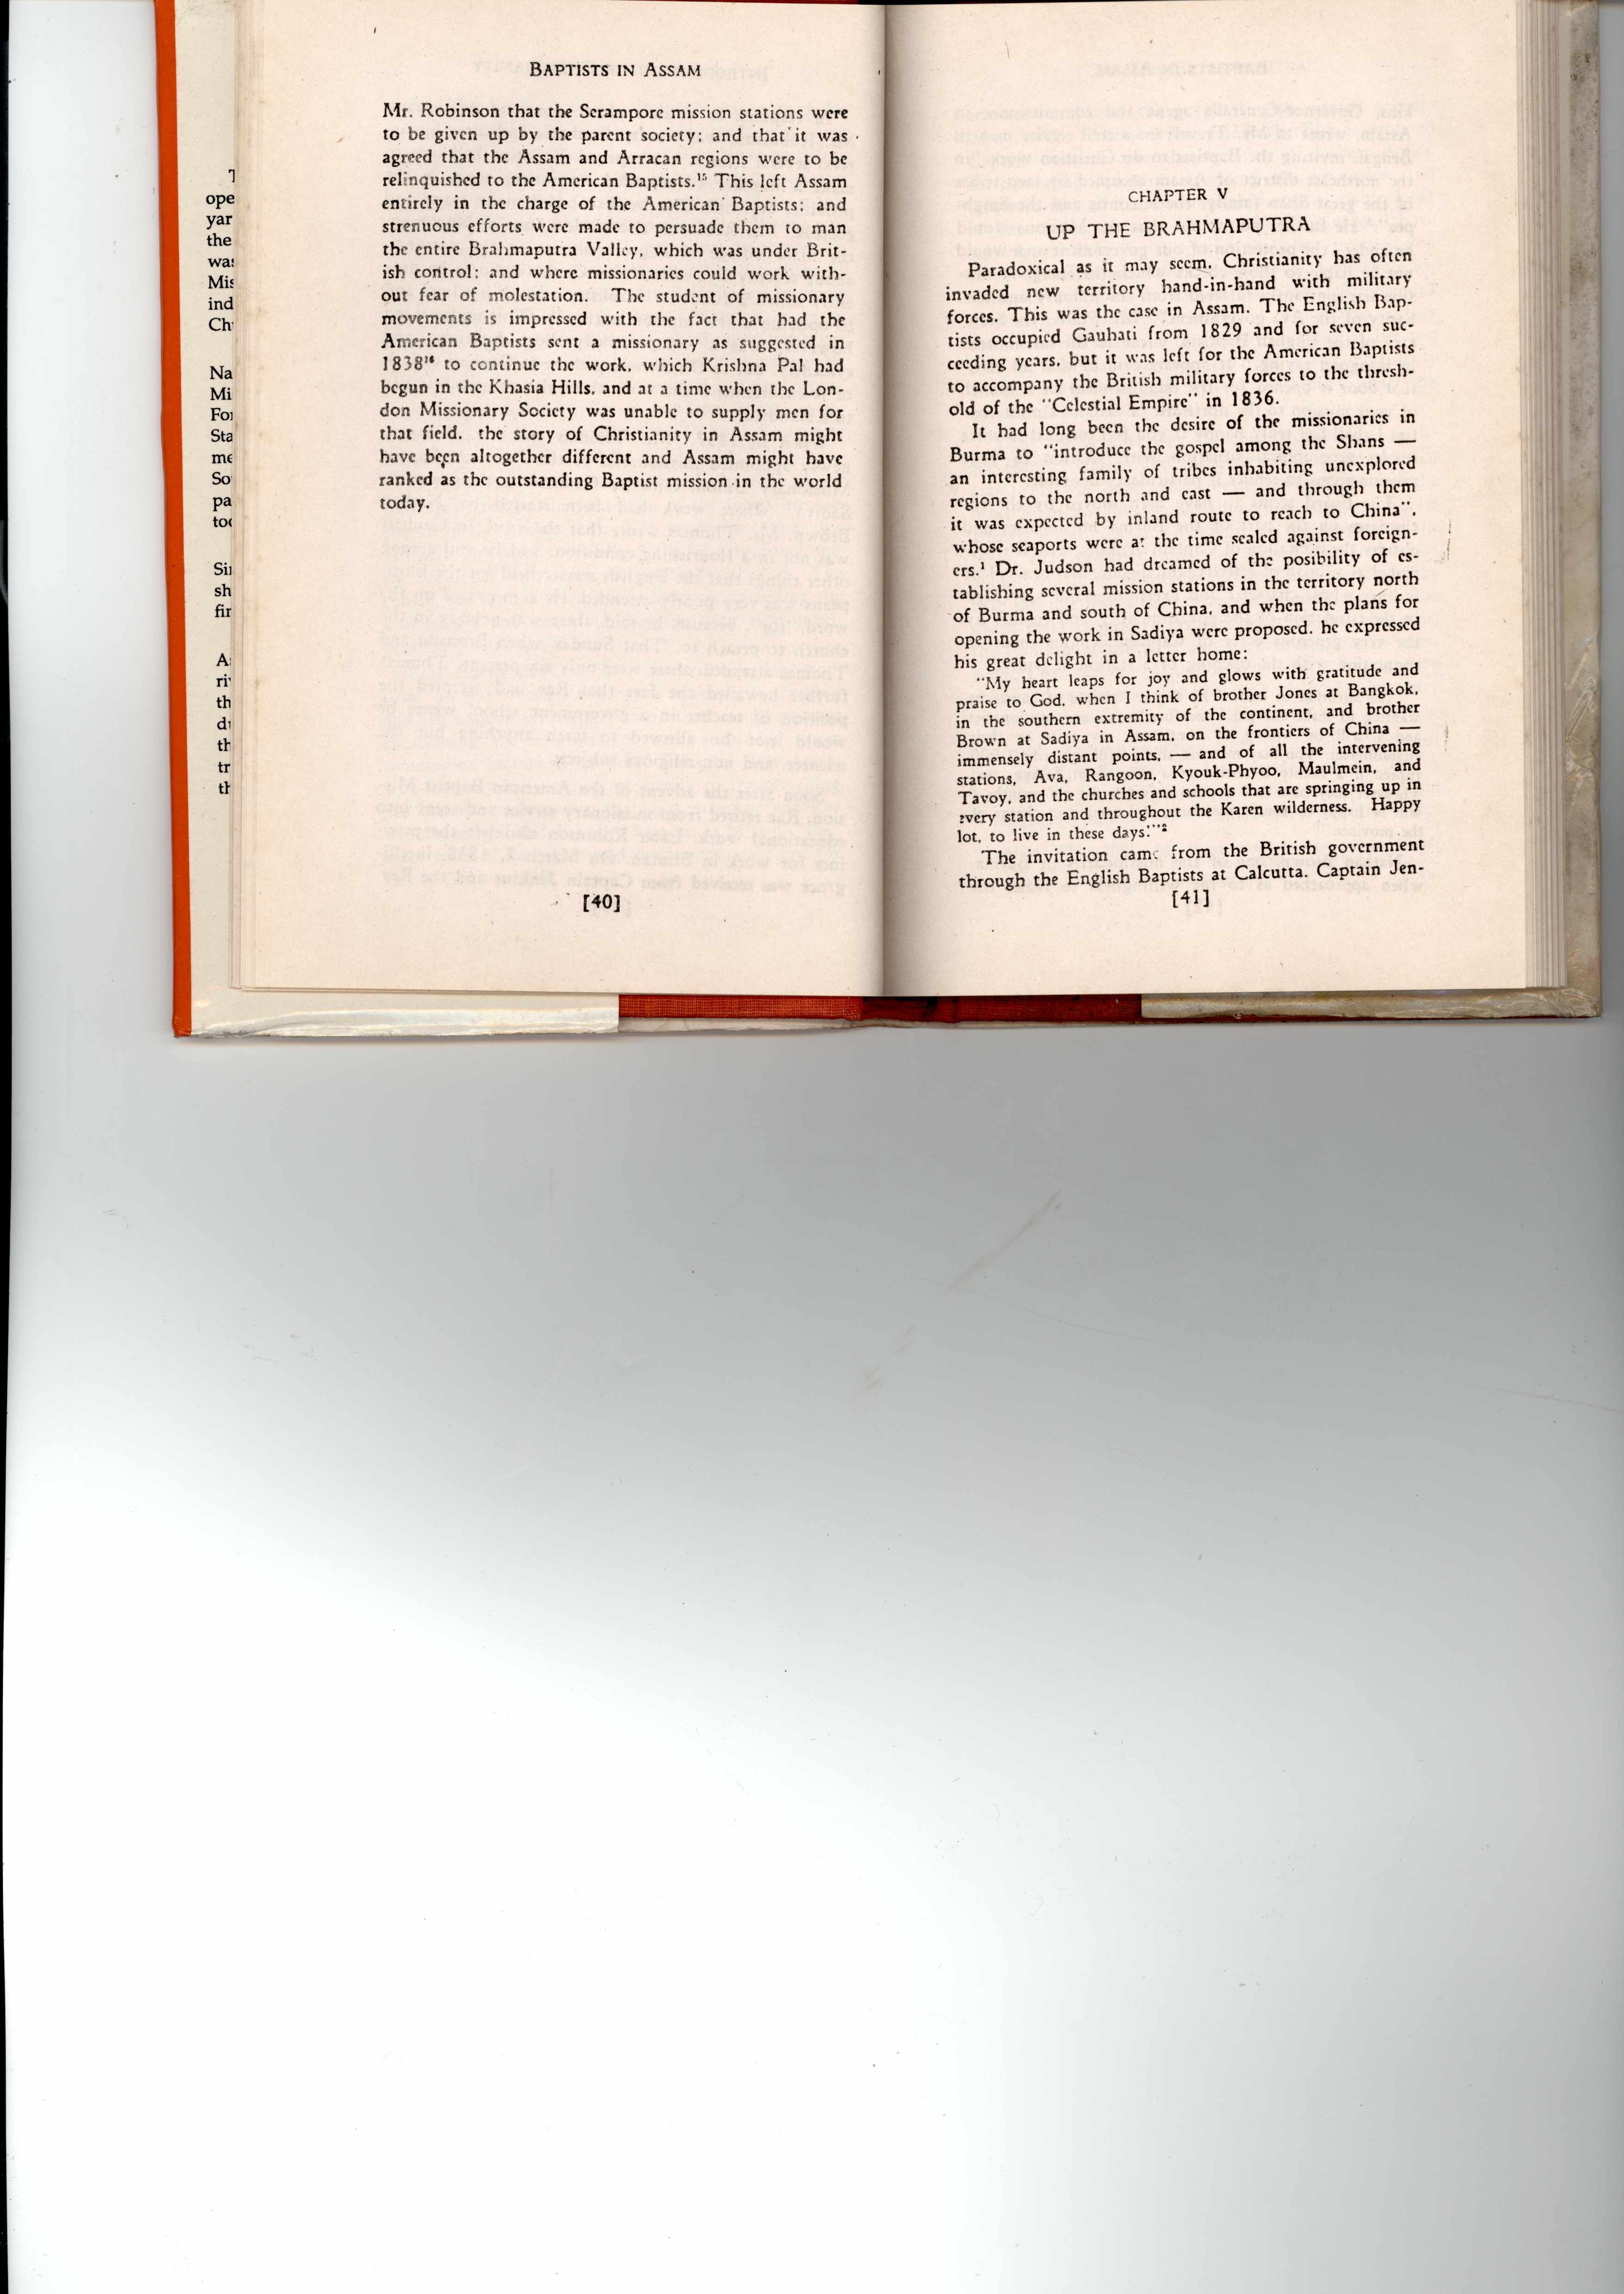 BAPTISTS IN ASSAM
Mr. Robinson that the Serampore mission stations were
to be given up by the parent society; and that it was
agreed that the Assam and Arracan regions were to be
relinquished to the American Baptists.¹⁵ This left Assam
entirely in the charge of the American Baptists; and
strenuous efforts were made to persuade them to man
the entire Brahmaputra Valley, which was under Brit-
ish control; and where missionaries could work with-
out fear of molestation. The student of missionary
movements is impressed with the fact that had the
American Baptists sent a missionary as suggested in
1838¹⁶ to continue the work, which Krishna Pal had
begun in the Khasia Hills, and at a time when the Lon-
don Missionary Society was unable to supply men for
that field, the story of Christianity in Assam might
have been altogether different and Assam might have
ranked as the outstanding Baptist mission in the world
today.
[40]
CHAPTER V
UP THE BRAHMAPUTRA
Paradoxical as it may seem, Christianity has often
invaded new territory hand-in-hand with military
forces. This was the case in Assam. The English Bap-
tists occupied Gauhati from 1829 and for seven suc-
ceeding years, but it was left for the American Baptists
to accompany the British military forces to the thresh-
old of the "Celestial Empire" in 1836.
It had long been the desire of the missionaries in
Burma to "introduce the gospel among the Shans —
an interesting family of tribes inhabiting unexplored
regions to the north and east — and through them
it was expected by inland route to reach to China",
whose seaports were at the time sealed against foreign-
ers.¹ Dr. Judson had dreamed of the posibility of es-
tablishing several mission stations in the territory north
of Burma and south of China, and when the plans for
opening the work in Sadiya were proposed, he expressed
his great delight in a letter home:
"My heart leaps for joy and glows with gratitude and
praise to God, when I think of brother Jones at Bangkok,
in the southern extremity of the continent, and brother
Brown at Sadiya in Assam, on the frontiers of China —
immensely distant points, — and of all the intervening
stations, Ava, Rangoon, Kyouk-Phyoo, Maulmein, and
Tavoy, and the churches and schools that are springing up in
every station and throughout the Karen wilderness. Happy
lot, to live in these days!"²
The invitation came from the British government
through the English Baptists at Calcutta. Captain Jen-
[41]